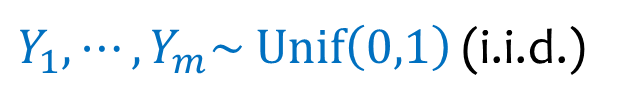 Y₁, ⋯, Yₘ ~ Unif(0,1) (i.i.d.)